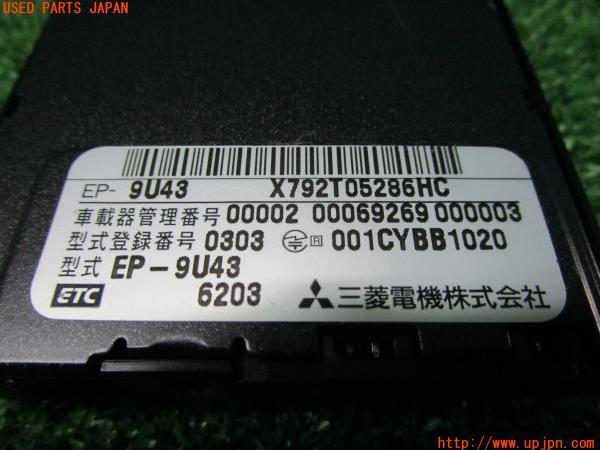 USED PARTS JAPAN
EP- 9U43 X792T05286HC
車載器管理番号 00002 00069269 000003
型式登録番号 0303 R 001CYBB1020
型式 EP-9U43
ETC 6203 三菱電機株式会社
http://www.upjpn.com/